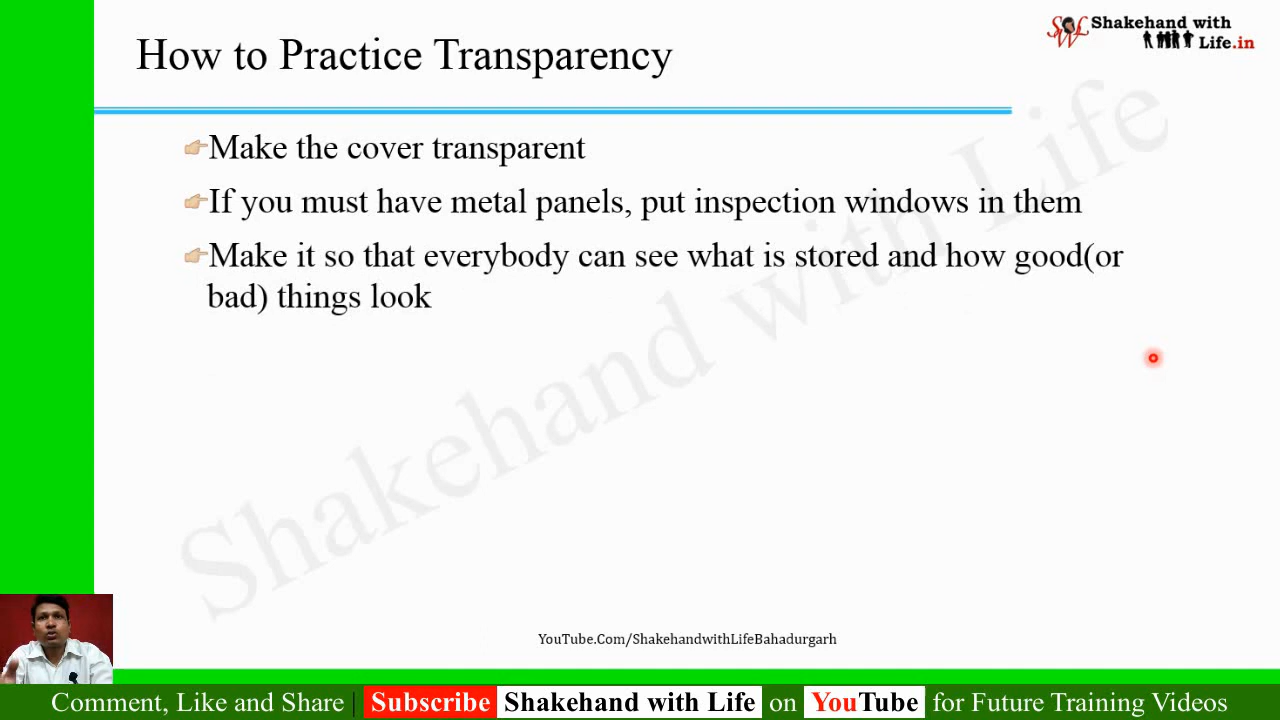 How to Practice Transparency
SWL
Shakehand with
Life.in
Make the cover transparent
If you must have metal panels, put inspection windows in them
Make it so that everybody can see what is stored and how good(or
bad) things look
Shakehand with Life
YouTube.Com/ShakehandwithLifeBahadurgarh
Comment, Like and Share | Subscribe Shakehand with Life on YouTube for Future Training Videos